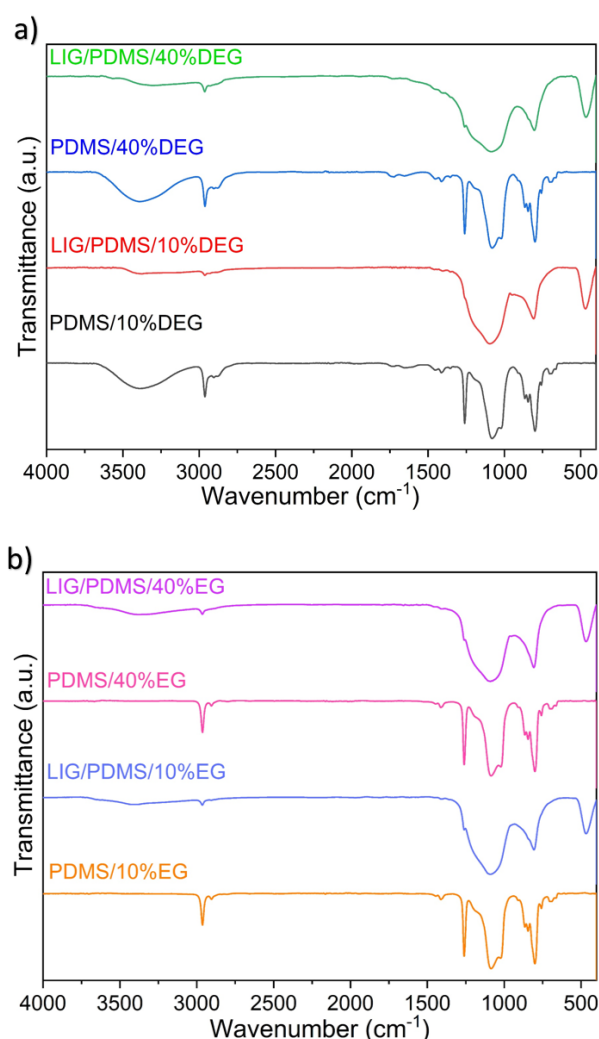 a)
LIG/PDMS/40%DEG
PDMS/40%DEG
LIG/PDMS/10%DEG
PDMS/10%DEG
Transmittance (a.u.)
4000 3500 3000 2500 2000 1500 1000 500
Wavenumber (cm⁻¹)
b)
LIG/PDMS/40%EG
PDMS/40%EG
LIG/PDMS/10%EG
PDMS/10%EG
Transmittance (a.u.)
4000 3500 3000 2500 2000 1500 1000 500
Wavenumber (cm⁻¹)